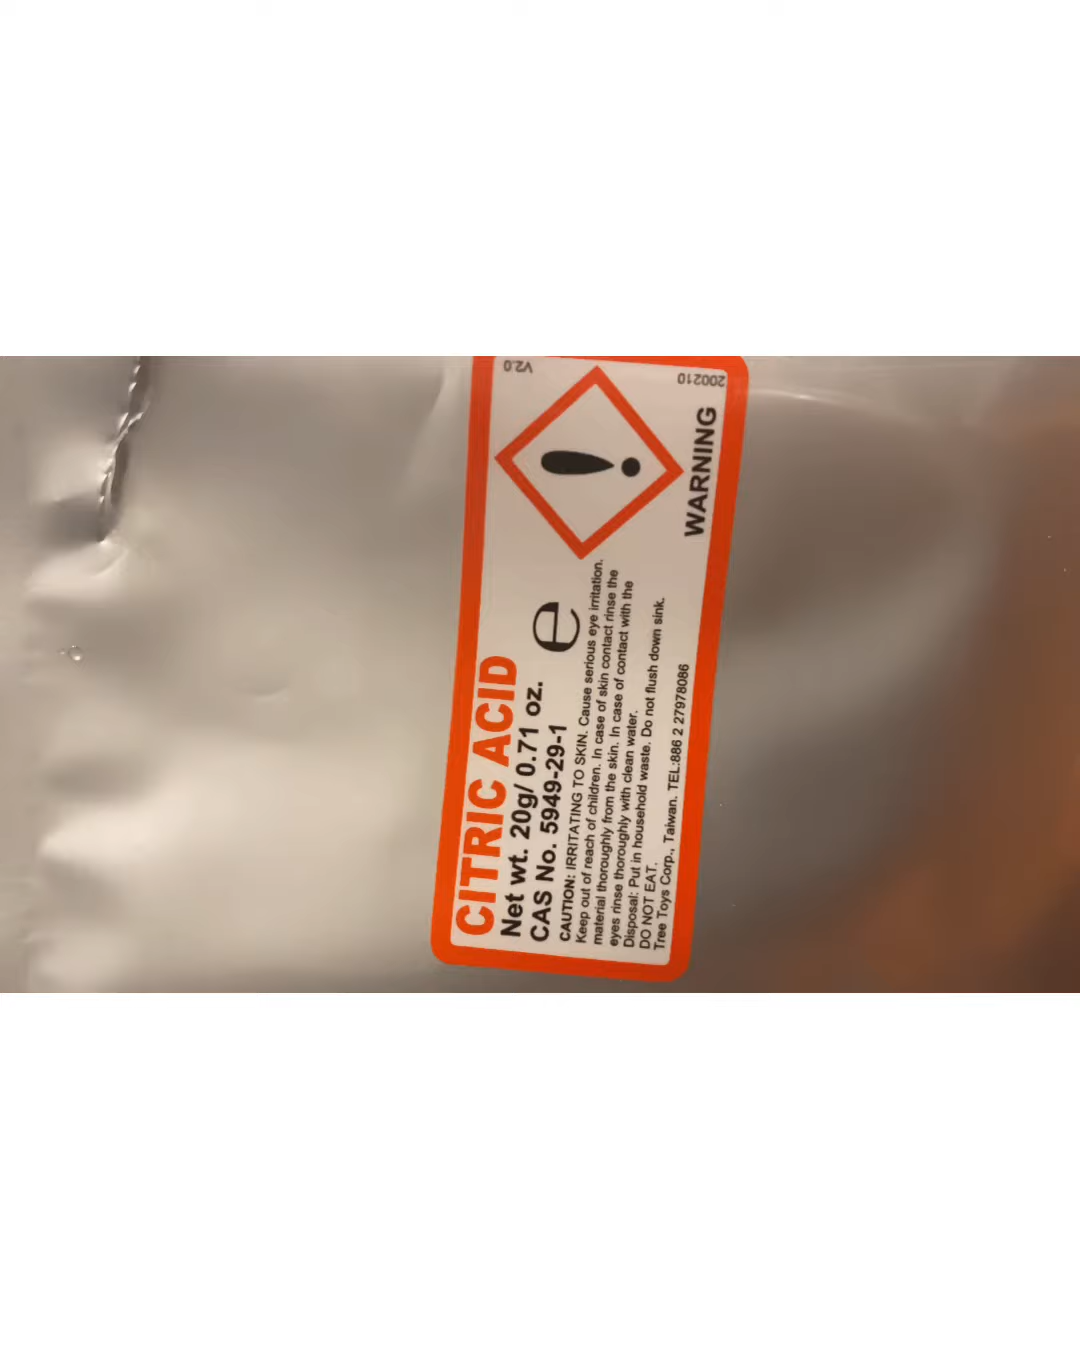 CITRIC ACID
Net wt. 20g/ 0.71 oz.
CAS No. 5949-29-1
e
CAUTION: IRRITATING TO SKIN. Cause serious eye irritation.
Keep out of reach of children. In case of skin contact rinse the
material thoroughly from the skin. In case of contact with the
eyes rinse thoroughly with clean water.
Disposal: Put in household waste. Do not flush down sink.
DO NOT EAT.
Tree Toys Corp., Taiwan. TEL:886 2 27978086
WARNING
V2.0
200210